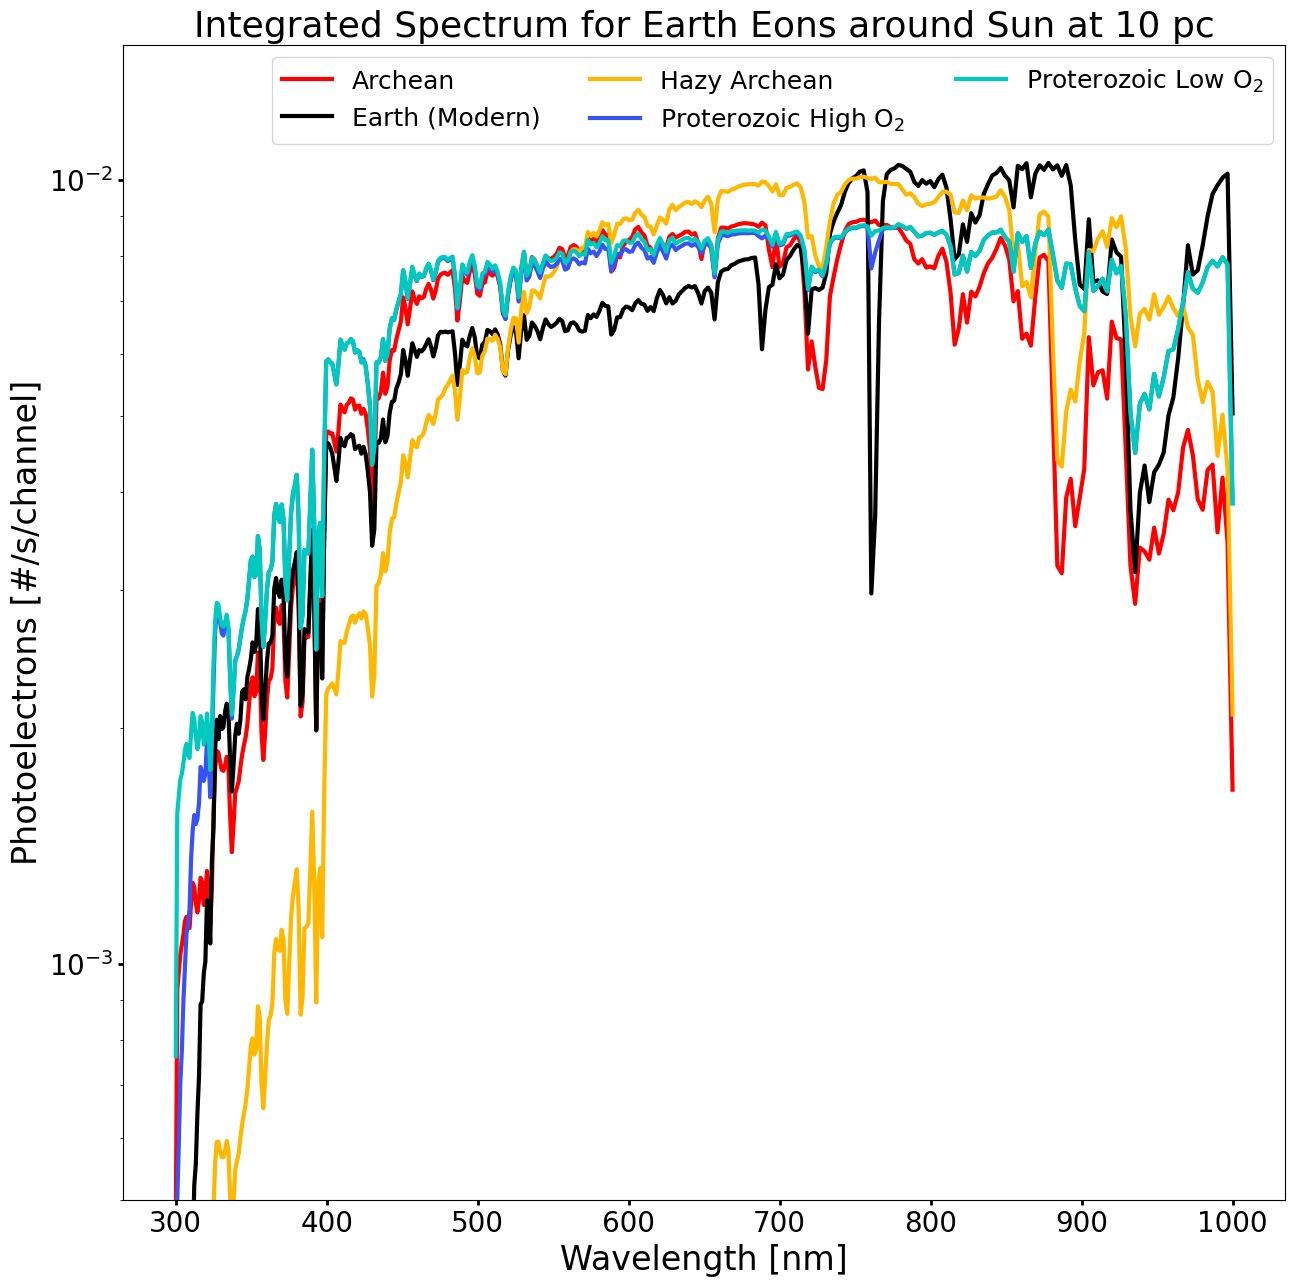 Integrated Spectrum for Earth Eons around Sun at 10 pc
Archean
Earth (Modern)
Hazy Archean
Proterozoic High O₂
Proterozoic Low O₂
Photoelectrons [#/s/channel]
10⁻²
10⁻³
300 400 500 600 700 800 900 1000
Wavelength [nm]